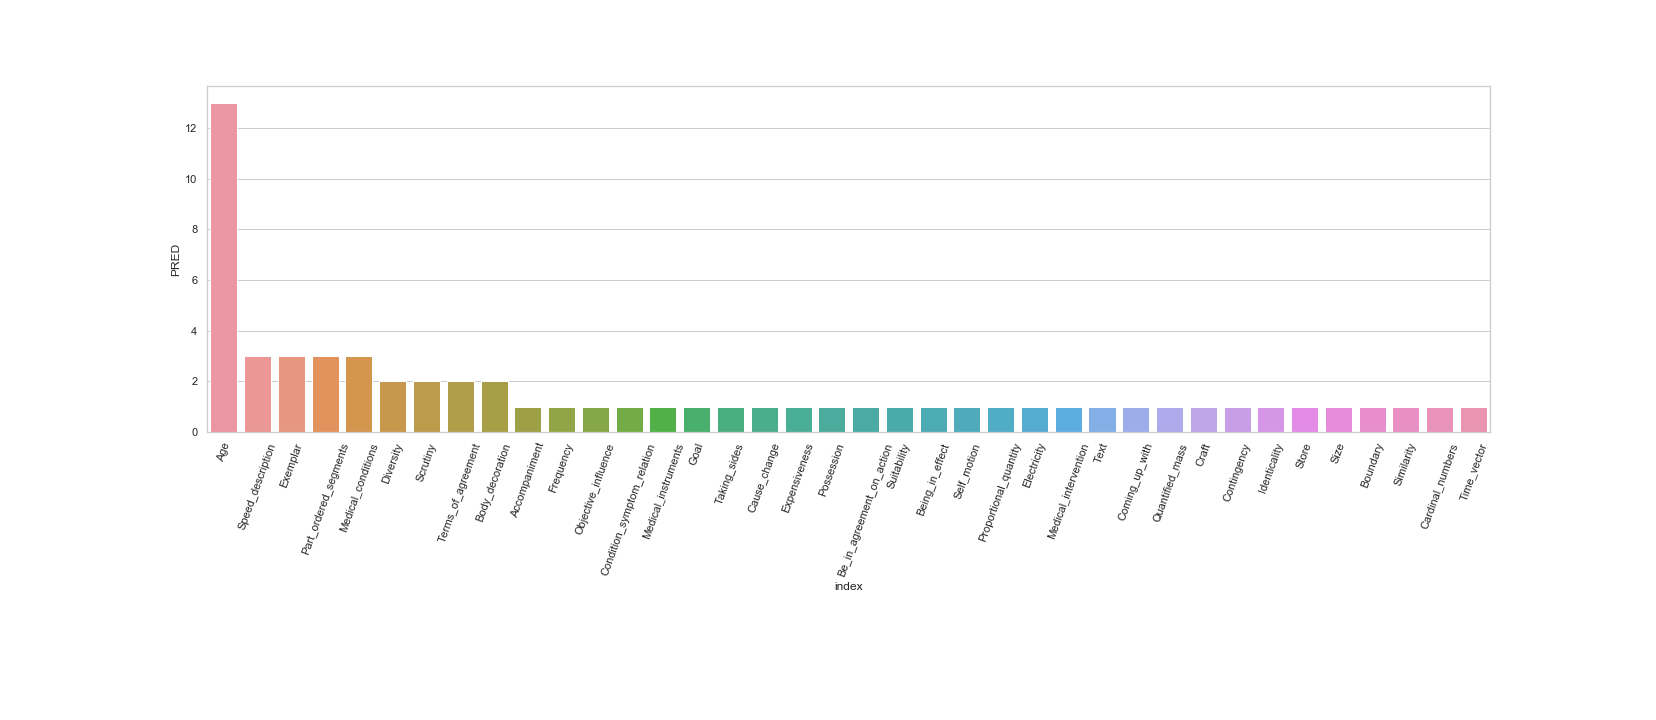 12
10
8
6
4
2
0
PRED
Age
Speed_description
Exemplar
Part_ordered_segments
Medical_conditions
Diversity
Scrutiny
Terms_of_agreement
Body_decoration
Accompaniment
Frequency
Objective_influence
Condition_symptom_relation
Medical_instruments
Goal
Taking_sides
Cause_change
Expensiveness
Possession
Be_in_agreement_on_action
Suitability
Being_in_effect
Self_motion
Proportional_quantity
Electricity
Medical_intervention
Text
Coming_up_with
Quantified_mass
Craft
Contingency
Identicality
Store
Size
Boundary
Similarity
Cardinal_numbers
Time_vector
index